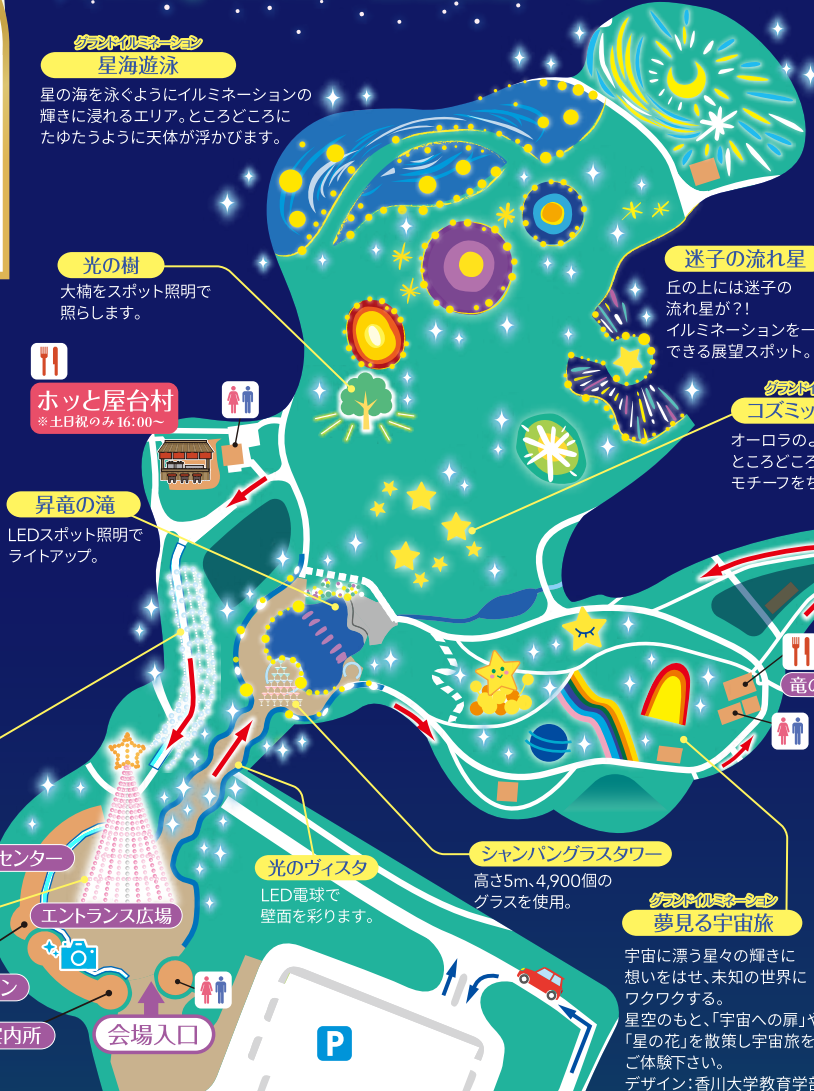 グランドイルミネーション
星海遊泳
星の海を泳ぐようにイルミネーションの
輝きに浸れるエリア。ところどころに
たゆたうように天体が浮かびます。
光の樹
大楠をスポット照明で
照らします。
迷子の流れ星
丘の上には迷子の
流れ星が?!
イルミネーションを一
できる展望スポット。
ホッと屋台村
※土日祝のみ16:00〜
グランドイ
コズミッ
オーロラのよ
ところどころ
モチーフをち
昇竜の滝
LEDスポット照明で
ライトアップ。
竜の
センター
エントランス広場
光のヴィスタ
LED電球で
壁面を彩ります。
シャンパングラスタワー
高さ5m、4,900個の
グラスを使用。
グランドイルミネーション
夢見る宇宙旅
宇宙に漂う星々の輝きに
想いをはせ、未知の世界に
ワクワクする。
星空のもと、「宇宙への扉」や
「星の花」を散策し宇宙旅を
ご体験下さい。
デザイン:香川大学教育学部
ン
案内所
会場入口
P